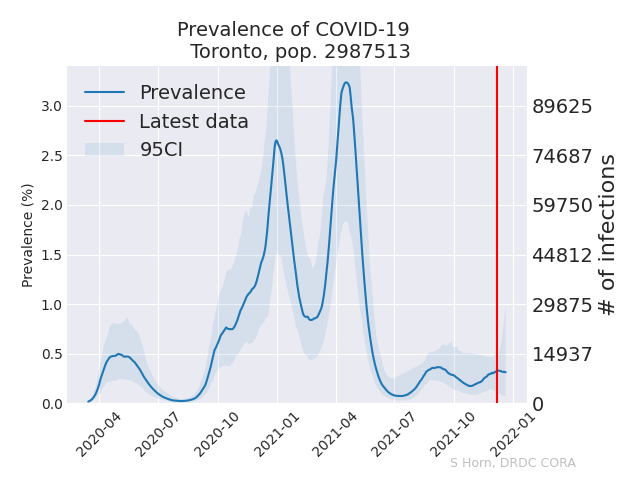 Prevalence of COVID-19
Toronto, pop. 2987513
Prevalence
Latest data
95CI
Prevalence (%)
3.0
2.5
2.0
1.5
1.0
0.5
0.0
89625
74687
59750
44812
29875
14937
0
# of infections
2020-04
2020-07
2020-10
2021-01
2021-04
2021-07
2021-10
2022-01
S Horn, DRDC CORA